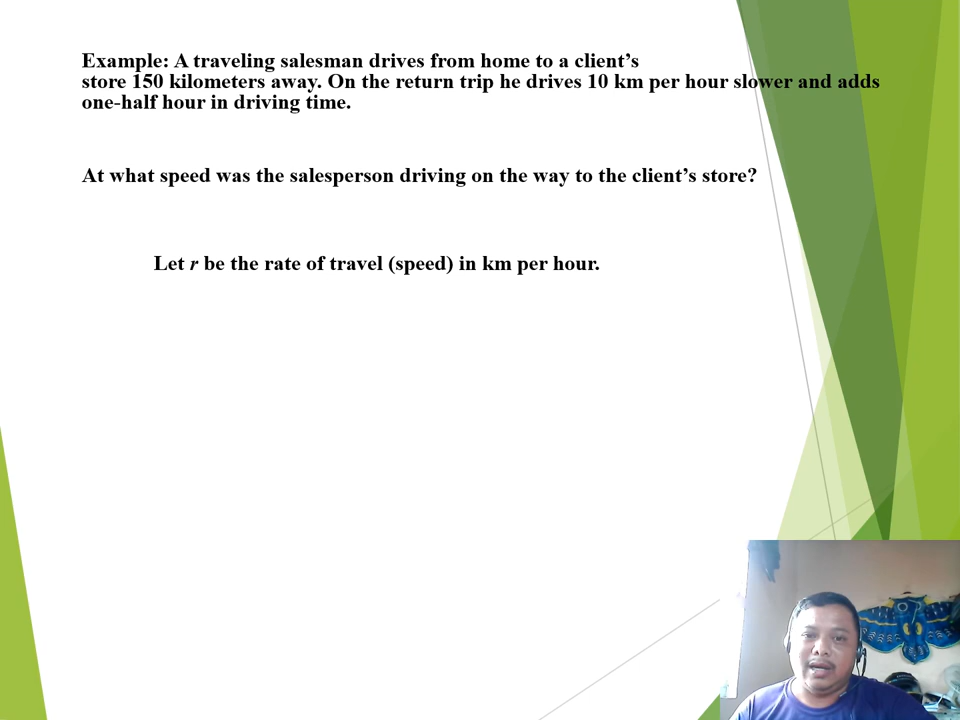 Example: A traveling salesman drives from home to a client’s
store 150 kilometers away. On the return trip he drives 10 km per hour slower and adds
one-half hour in driving time.
At what speed was the salesperson driving on the way to the client’s store?
Let r be the rate of travel (speed) in km per hour.